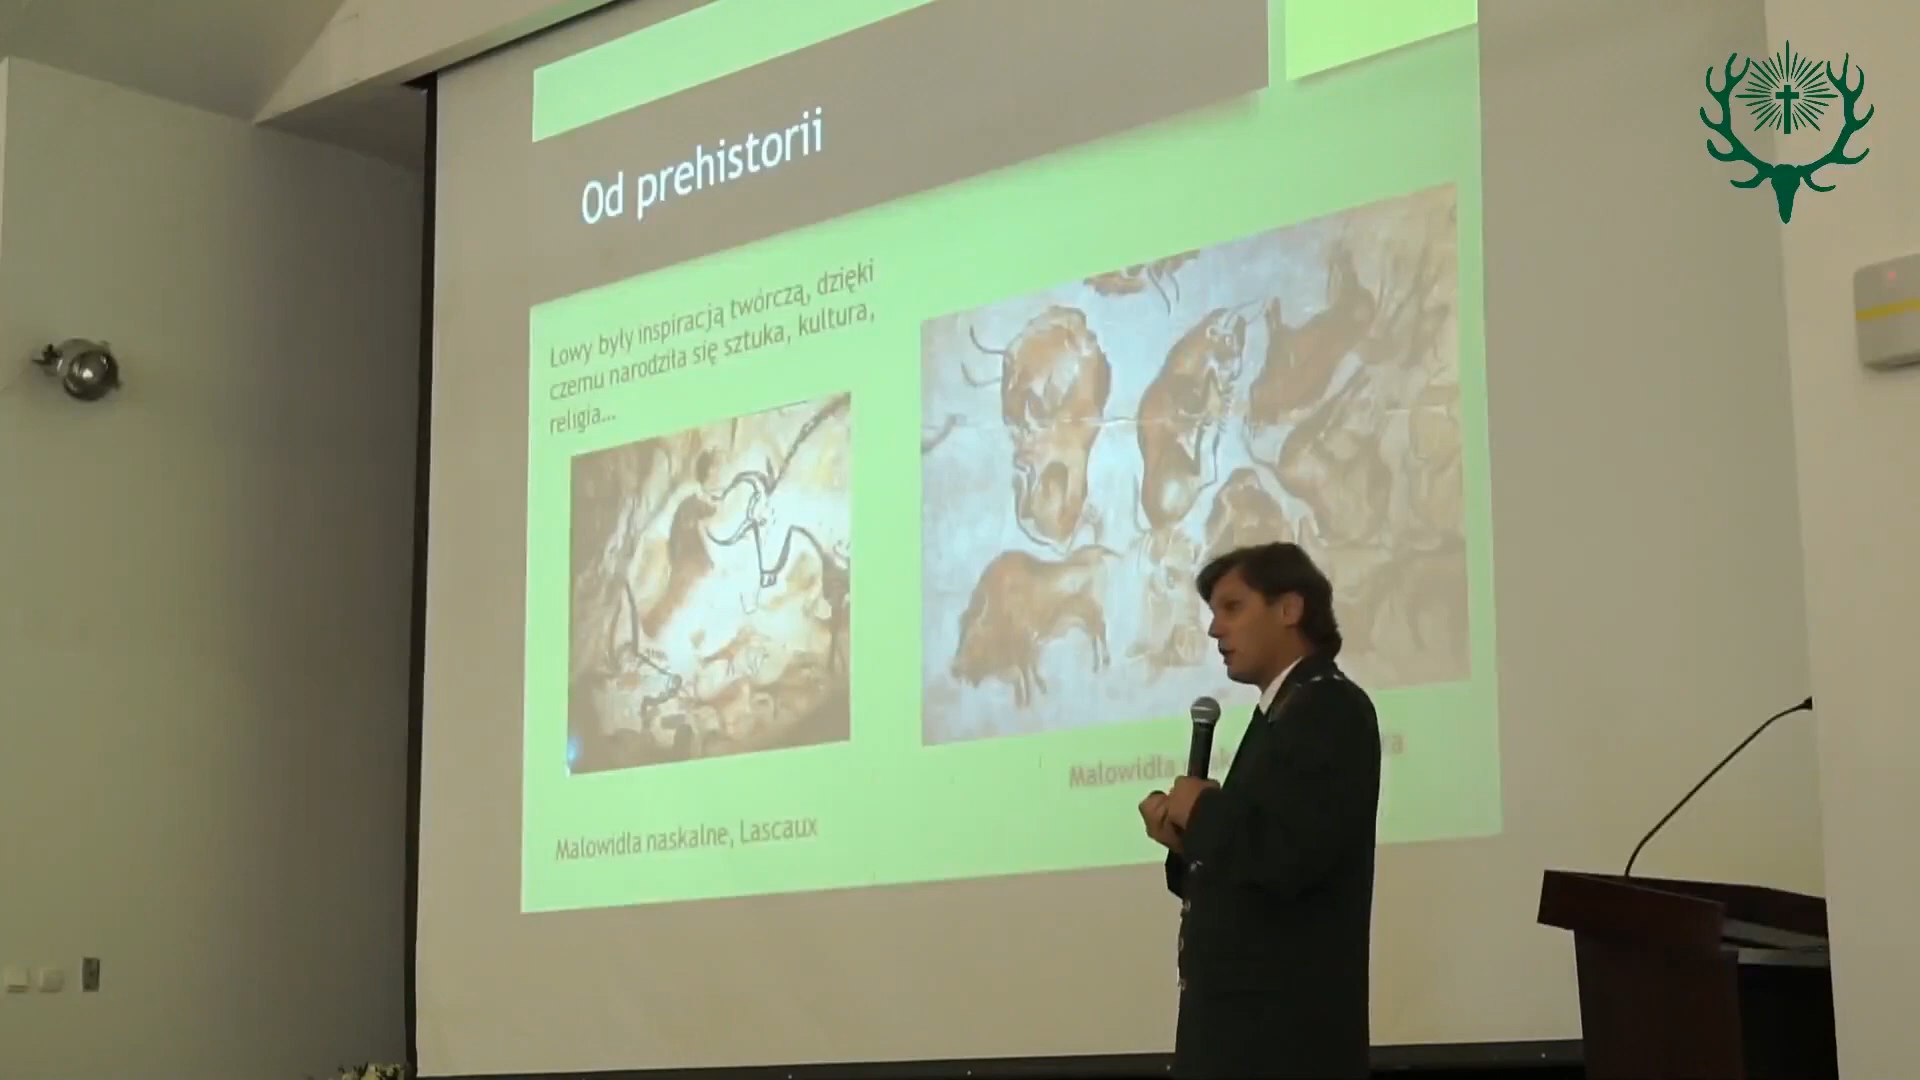 Od prehistorii
Łowy były inspiracją twórczą, dzięki
czemu narodziła się sztuka, kultura,
religia...
Malowidła naskalne, Lascaux
Malowidła